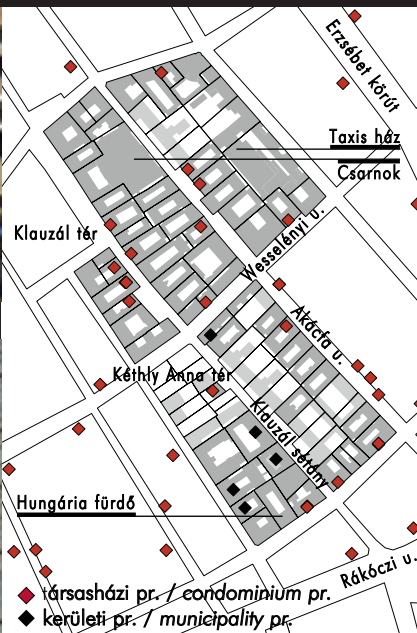 Erzsébet körút
Taxis ház
Csarnok
Klauzál tér
Wesselényi u.
Akácfa u.
Kéthly Anna tér
Klauzál sétány
Hungária fürdő
Rákóczi u.
társasházi pr. / condominium pr.
kerületi pr. / municipality pr.